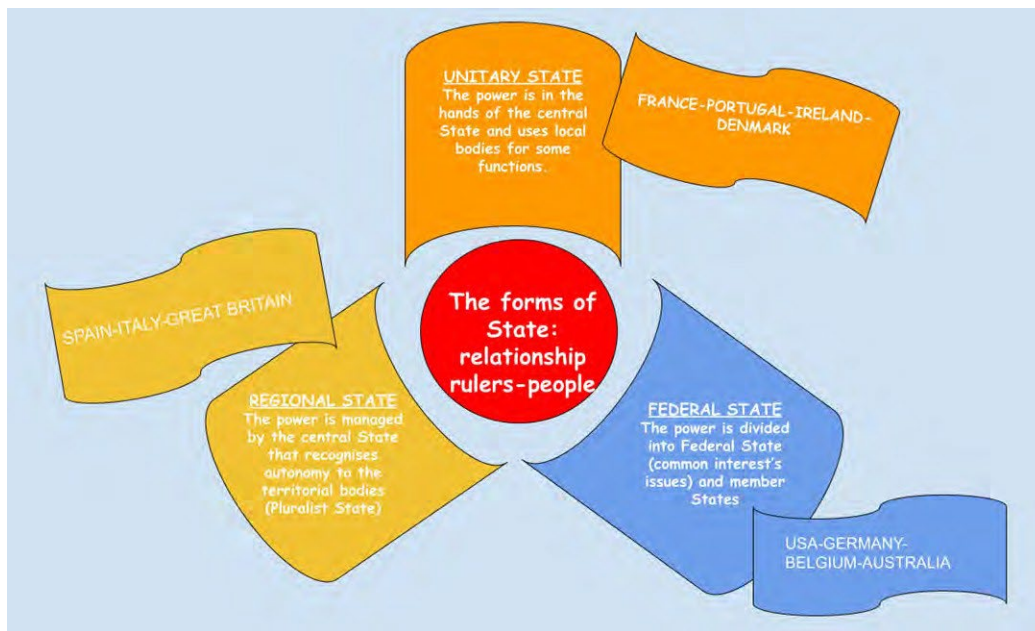 UNITARY STATE
The power is in the
hands of the central
State and uses local
bodies for some
functions.
FRANCE-PORTUGAL-IRELAND-
DENMARK
The forms of
State:
relationship
rulers-people
SPAIN-ITALY-GREAT BRITAIN
REGIONAL STATE
The power is managed
by the central State
that recognises
autonomy to the
territorial bodies
(Pluralist State)
FEDERAL STATE
The power is divided
into Federal State
(common interest's
issues) and member
States
USA-GERMANY-
BELGIUM-AUSTRALIA